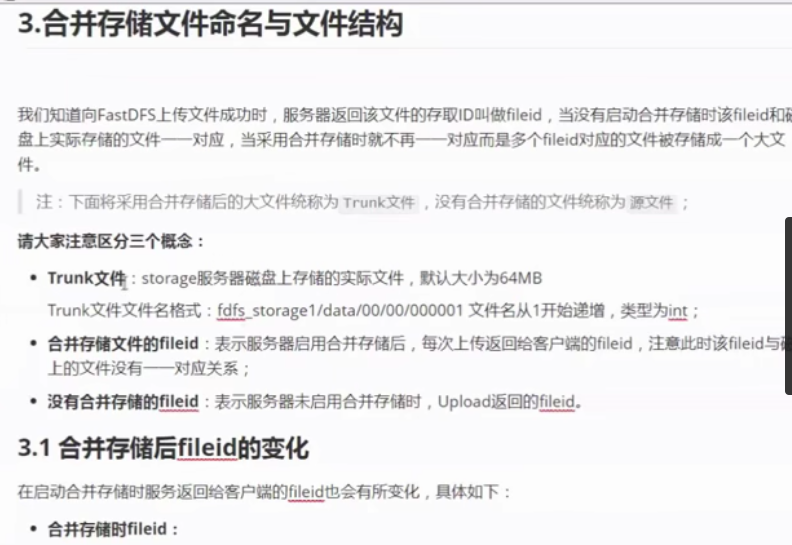 3.合并存储文件命名与文件结构
我们知道向FastDFS上传文件成功时，服务器返回该文件的存取ID叫做fileid，当没有启动合并存储时该fileid和磁
盘上实际存储的文件一一对应，当采用合并存储时就不再一一对应而是多个fileid对应的文件被存储成一个大文
件。
注：下面将采用合并存储后的大文件统称为 Trunk文件 ，没有合并存储的文件统称为 源文件 ；
请大家注意区分三个概念：
• Trunk文件：storage服务器磁盘上存储的实际文件，默认大小为64MB
Trunk文件文件名格式：fdfs_storage1/data/00/00/000001 文件名从1开始递增，类型为int；
• 合并存储文件的fileid：表示服务器启用合并存储后，每次上传返回给客户端的fileid，注意此时该fileid与磁
上的文件没有一一对应关系；
• 没有合并存储的fileid：表示服务器未启用合并存储时，Upload返回的fileid。
3.1 合并存储后fileid的变化
在启动合并存储时服务返回给客户端的fileid也会有所变化，具体如下：
• 合并存储时fileid：